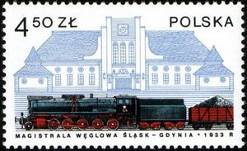 4.50 ZŁ POLSKA
MAGISTRALA WĘGLOWA ŚLĄSK - GDYNIA • 1933 R